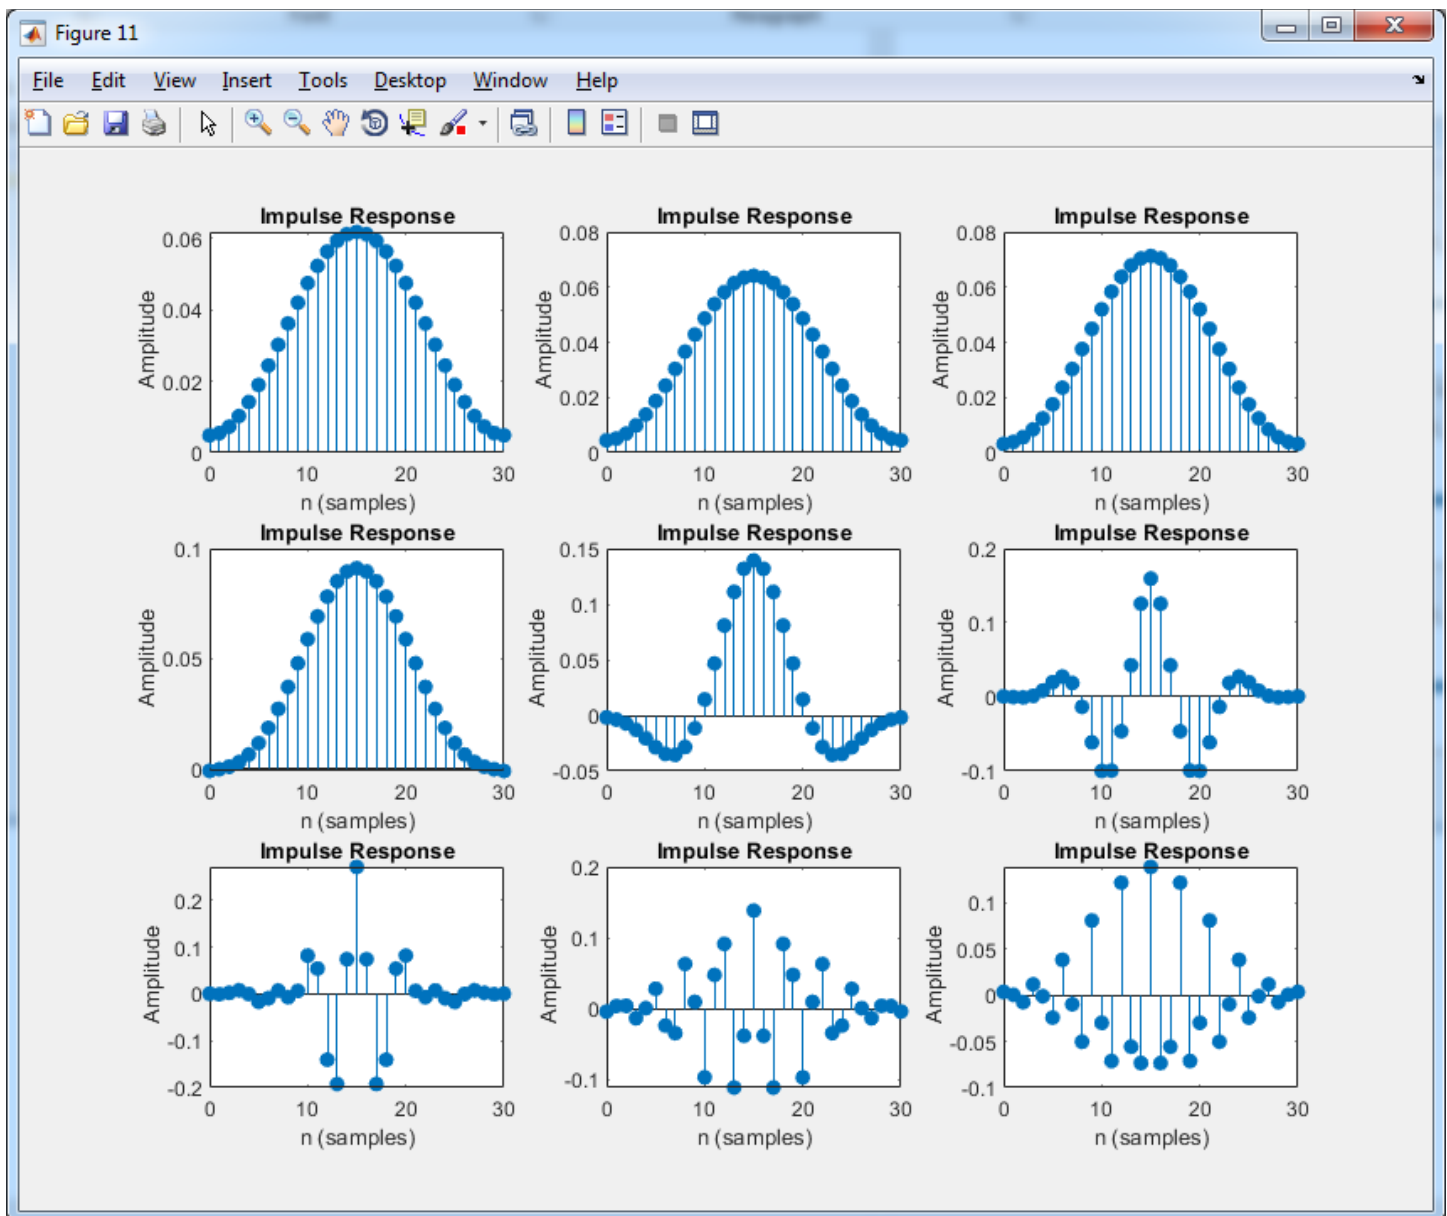 Figure 11
File Edit View Insert Tools Desktop Window Help
Impulse Response Impulse Response Impulse Response
0.06 0.08 0.08
0.06 0.06
0.04
0.04 0.04
0.02
0.02 0.02
0 0 0
Amplitude Amplitude Amplitude
0 10 20 30 0 10 20 30 0 10 20 30
n (samples) n (samples) n (samples)
Impulse Response Impulse Response Impulse Response
0.1 0.15 0.2
0.1 0.1
0.05 0.05
0 0 0
-0.05 -0.1
Amplitude Amplitude Amplitude
0 10 20 30 0 10 20 30 0 10 20 30
n (samples) n (samples) n (samples)
Impulse Response Impulse Response Impulse Response
0.2 0.2 0.1
0.1 0.1 0.05
0 0 0
-0.1 -0.1 -0.05
-0.2 -0.1
Amplitude Amplitude Amplitude
0 10 20 30 0 10 20 30 0 10 20 30
n (samples) n (samples) n (samples)